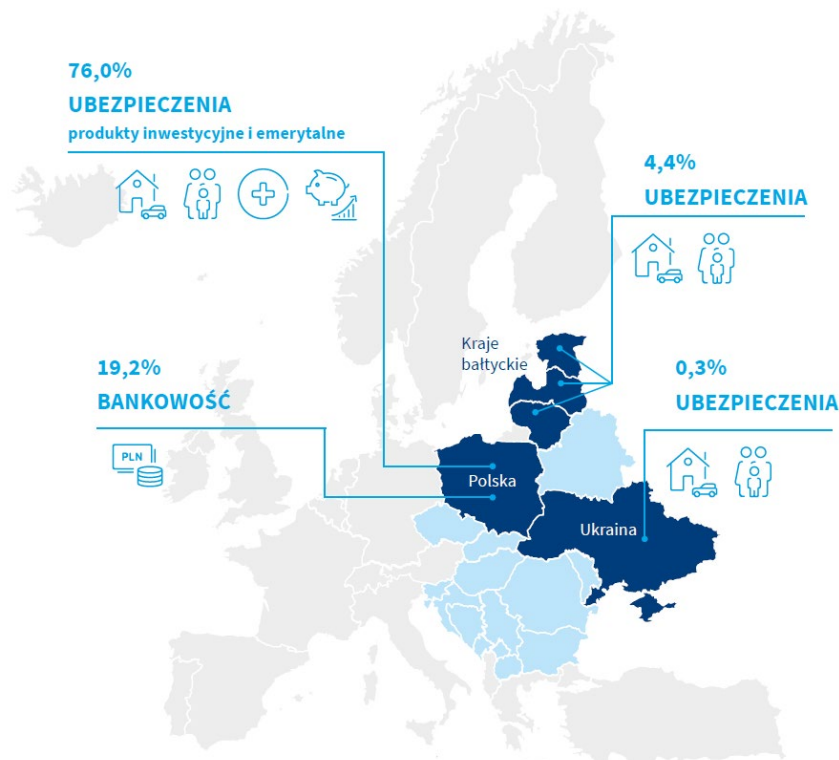 76,0%
UBEZPIECZENIA
produkty inwestycyjne i emerytalne
4,4%
UBEZPIECZENIA
Kraje
bałtyckie
19,2%
BANKOWOŚĆ
PLN
0,3%
UBEZPIECZENIA
Polska
Ukraina